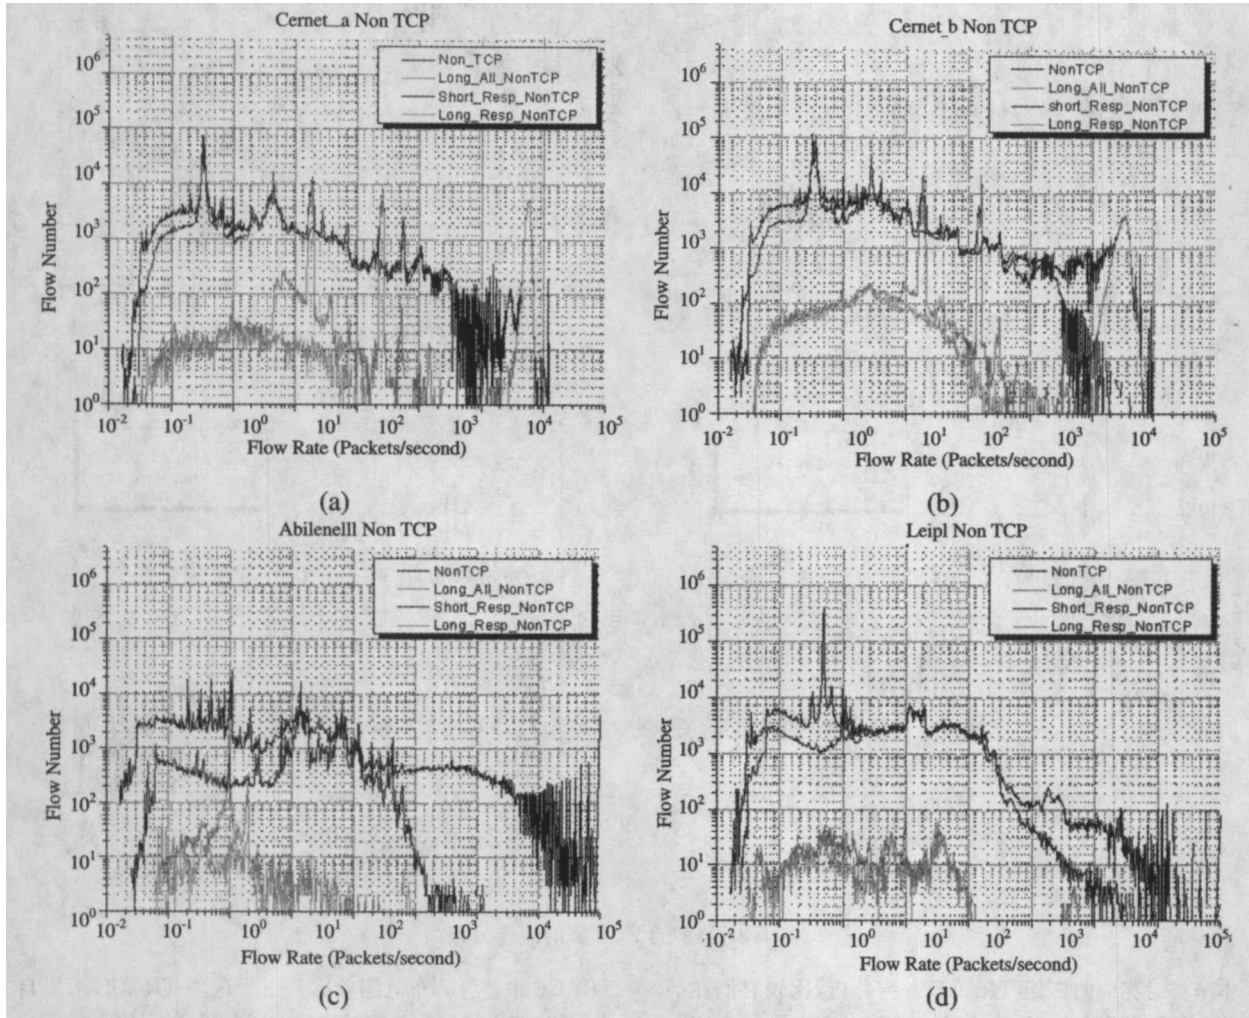 Cernet_a Non TCP
10^6
10^5
10^4
10^3
10^2
10^1
10^0
Flow Number
Non_TCP
Long_All_NonTCP
Short_Resp_NonTCP
Long_Resp_NonTCP
10^-2 10^-1 10^0 10^1 10^2 10^3 10^4 10^5
Flow Rate (Packets/second)
(a)
Cernet_b Non TCP
10^6
10^5
10^4
10^3
10^2
10^1
10^0
Flow Number
NonTCP
Long_All_NonTCP
short_Resp_NonTCP
Long_Resp_NonTCP
10^-2 10^-1 10^0 10^1 10^2 10^3 10^4 10^5
Flow Rate (Packets/second)
(b)
AbileneIII Non TCP
10^6
10^5
10^4
10^3
10^2
10^1
10^0
Flow Number
NonTCP
Long_All_NonTCP
Short_Resp_NonTCP
Long_Resp_NonTCP
10^-2 10^-1 10^0 10^1 10^2 10^3 10^4 10^5
Flow Rate (Packets/second)
(c)
LeipI Non TCP
10^6
10^5
10^4
10^3
10^2
10^1
10^0
Flow Number
NonTCP
Long_All_NonTCP
Short_Resp_NonTCP
Long_Resp_NonTCP
10^-2 10^-1 10^0 10^1 10^2 10^3 10^4 10^5
Flow Rate (Packets/second)
(d)